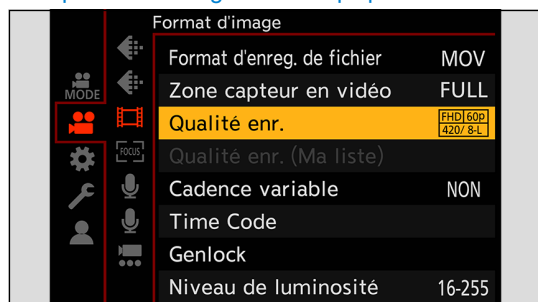 Format d'image
Format d'enreg. de fichier MOV
MODE
Zone capteur en vidéo FULL
Qualité enr. FHD 60p
420/ 8-L
FOCUS
Qualité enr. (Ma liste)
Cadence variable NON
Time Code
Genlock
Niveau de luminosité 16-255